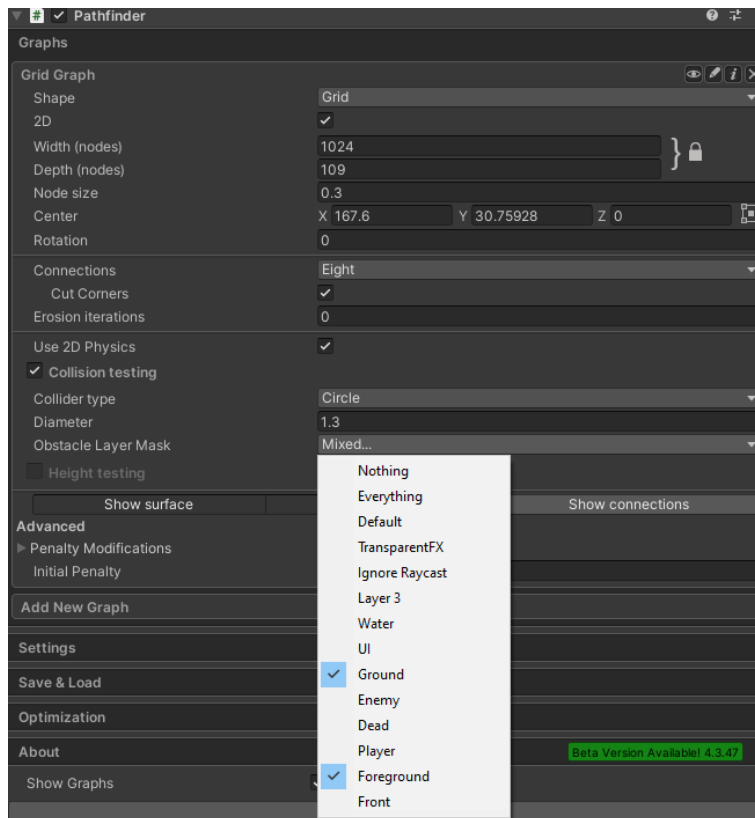 Pathfinder
Graphs
Grid Graph
Shape Grid
2D
Width (nodes) 1024
Depth (nodes) 109
Node size 0.3
Center X 167.6 Y 30.75928 Z 0
Rotation 0
Connections Eight
Cut Corners
Erosion iterations 0
Use 2D Physics
Collision testing
Collider type Circle
Diameter 1.3
Obstacle Layer Mask Mixed...
Height testing
Show surface Show connections
Advanced
Penalty Modifications
Initial Penalty
Add New Graph
Settings
Save & Load
Optimization
About Beta Version Available! 4.3.47
Show Graphs
Nothing
Everything
Default
TransparentFX
Ignore Raycast
Layer 3
Water
UI
Ground
Enemy
Dead
Player
Foreground
Front